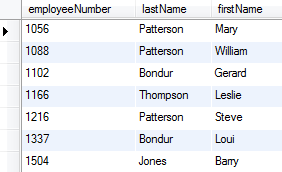 employeeNumber lastName firstName
1056 Patterson Mary
1088 Patterson William
1102 Bondur Gerard
1166 Thompson Leslie
1216 Patterson Steve
1337 Bondur Loui
1504 Jones Barry